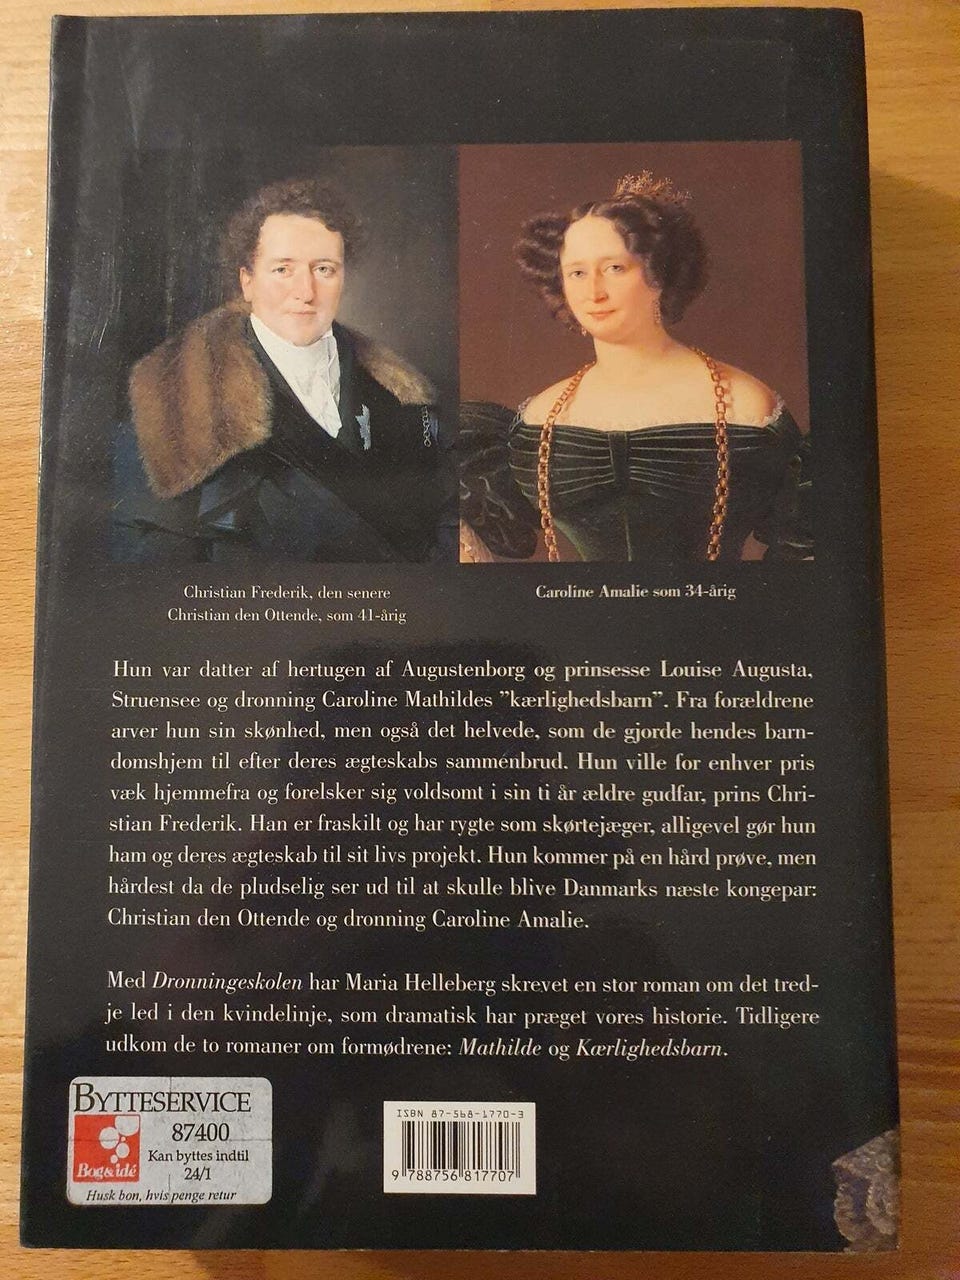 Christian Frederik, den senere
Christian den Ottende, som 41-årig
Caroline Amalie som 34-årig
Hun var datter af hertugen af Augustenborg og prinsesse Louise Augusta,
Struensee og dronning Caroline Mathildes ”kærlighedsbarn”. Fra forældrene
arver hun sin skønhed, men også det helvede, som de gjorde hendes barn-
domshjem til efter deres ægteskabs sammenbrud. Hun ville for enhver pris
væk hjemmefra og forelsker sig voldsomt i sin ti år ældre gudfar, prins Chri-
stian Frederik. Han er fraskilt og har rygte som skørtejæger, alligevel gør hun
ham og deres ægteskab til sit livs projekt. Hun kommer på en hård prøve, men
hårdest da de pludselig ser ud til at skulle blive Danmarks næste kongepar:
Christian den Ottende og dronning Caroline Amalie.
Med Dronningeskolen har Maria Helleberg skrevet en stor roman om det tred-
je led i den kvindelinje, som dramatisk har præget vores historie. Tidligere
udkom de to romaner om formødrene: Mathilde og Kærlighedsbarn.
BYTTESERVICE
87400
Kan byttes indtil
24/1
Bog&idé
Husk bon, hvis penge retur
ISBN 87-568-1770-3
9 788756 817707